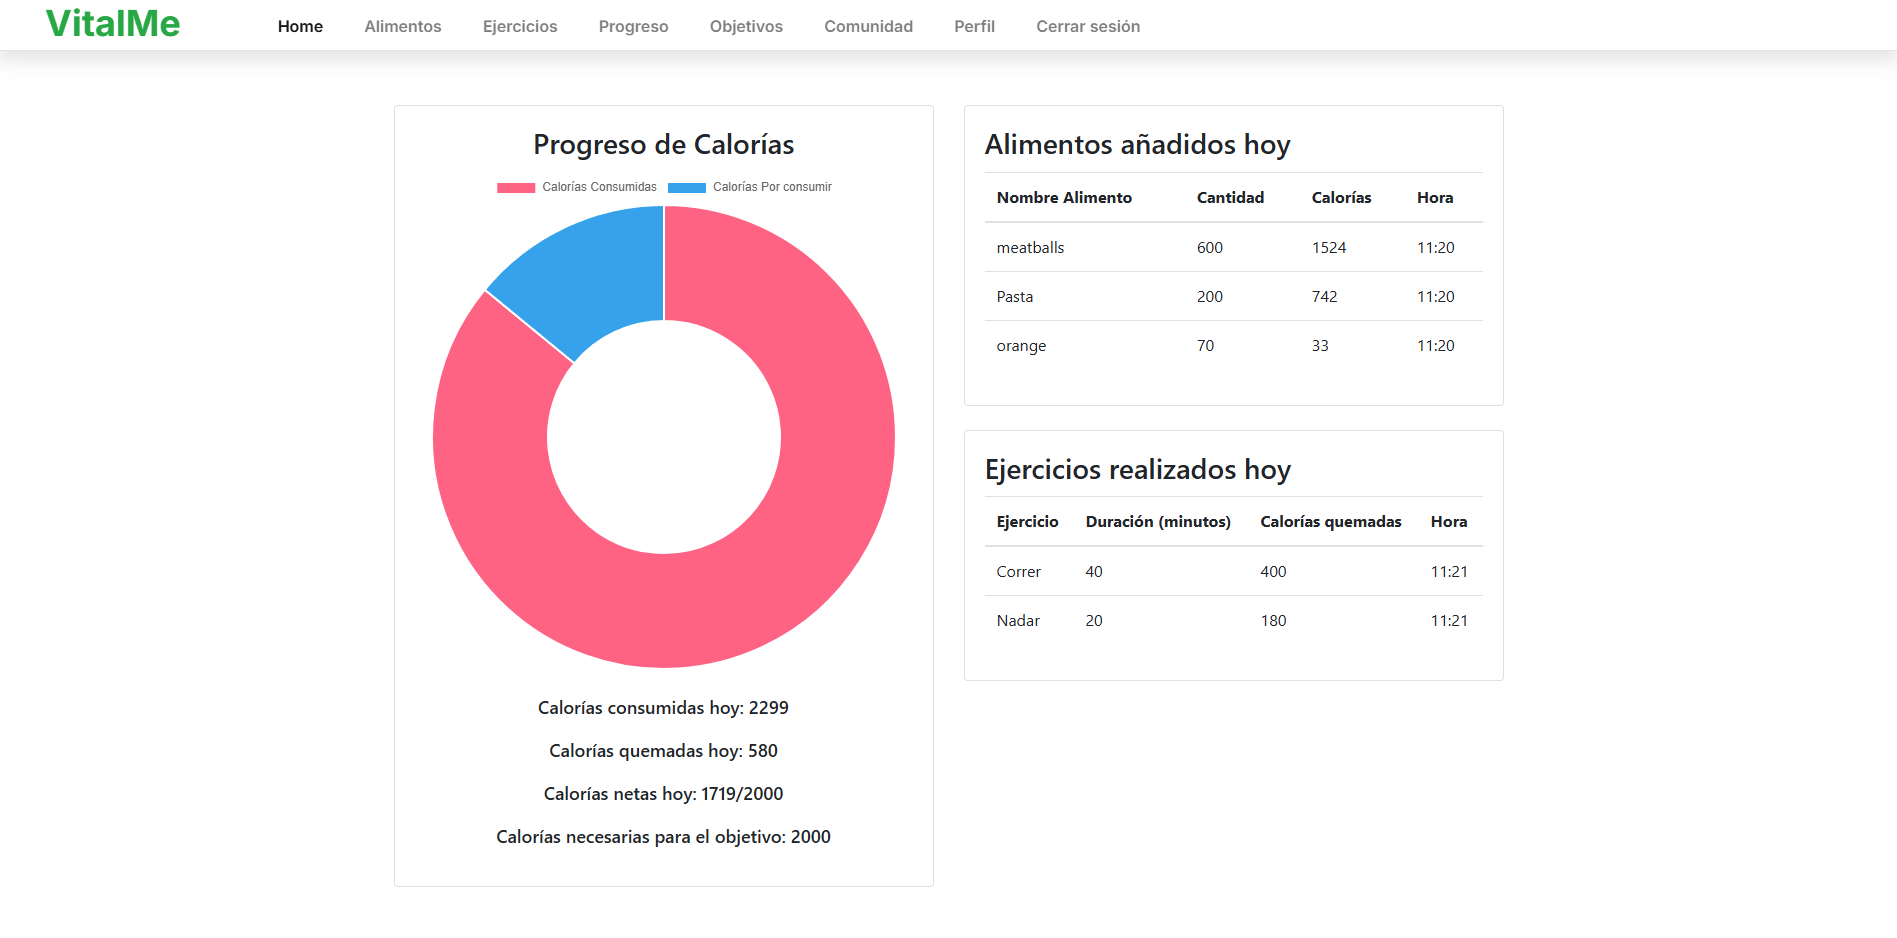 VitalMe Home Alimentos Ejercicios Progreso Objetivos Comunidad Perfil Cerrar sesión
Progreso de Calorías
Calorías Consumidas Calorías Por consumir
Calorías consumidas hoy: 2299
Calorías quemadas hoy: 580
Calorías netas hoy: 1719/2000
Calorías necesarias para el objetivo: 2000
Alimentos añadidos hoy
Nombre Alimento Cantidad Calorías Hora
meatballs 600 1524 11:20
Pasta 200 742 11:20
orange 70 33 11:20
Ejercicios realizados hoy
Ejercicio Duración (minutos) Calorías quemadas Hora
Correr 40 400 11:21
Nadar 20 180 11:21